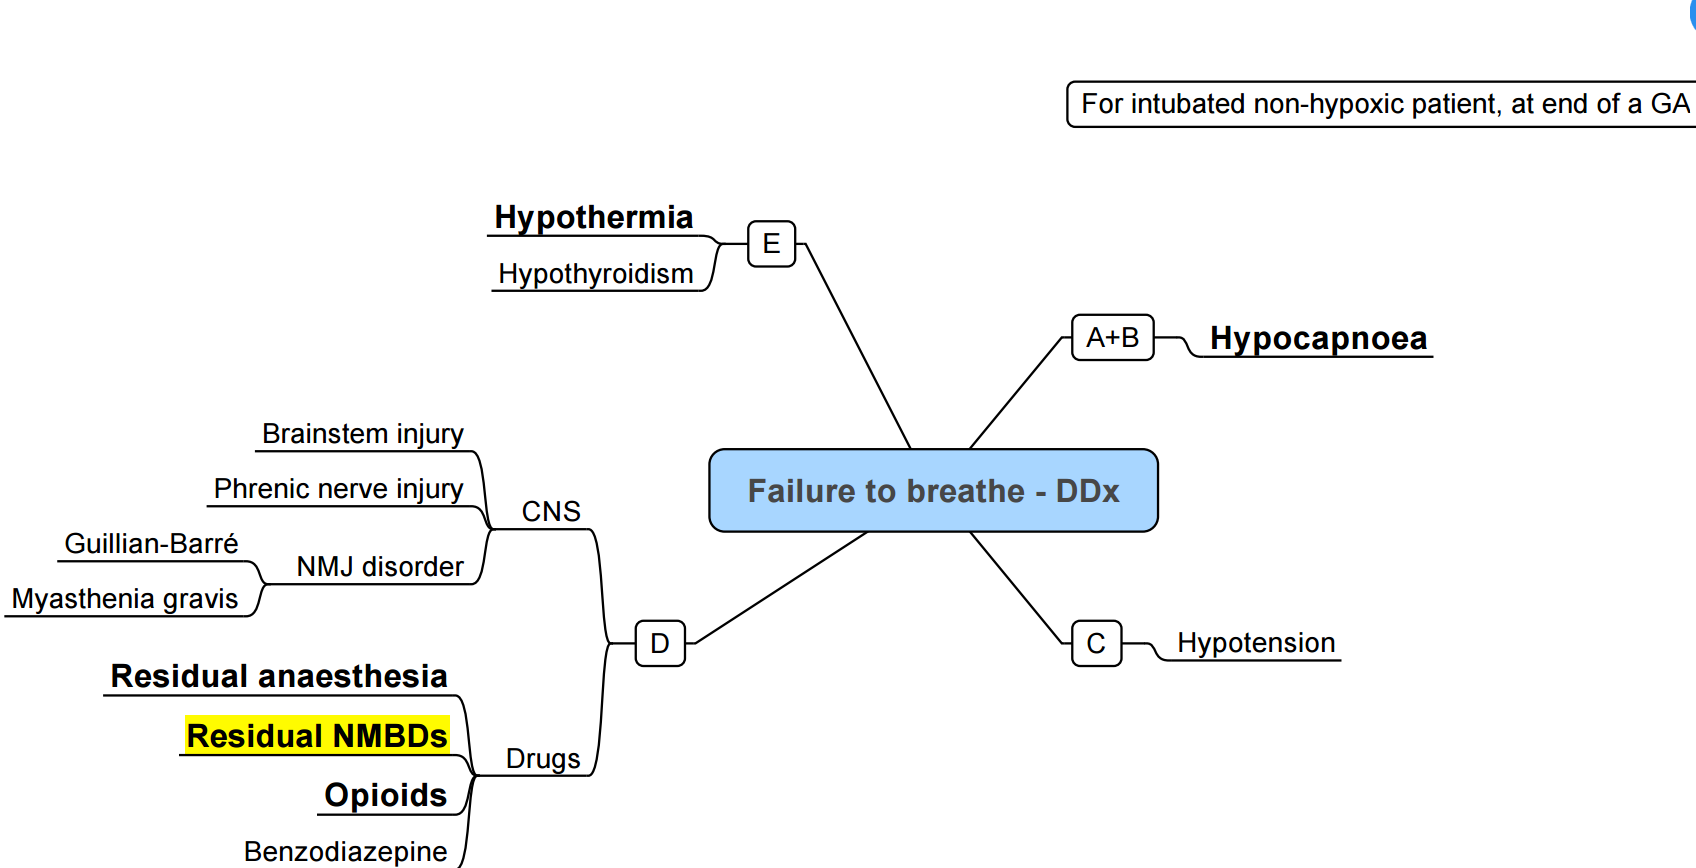 For intubated non-hypoxic patient, at end of a GA
Hypothermia
E
Hypothyroidism
A+B
Hypocapnoea
Brainstem injury
Phrenic nerve injury
CNS
Guillian-Barré
NMJ disorder
Myasthenia gravis
Failure to breathe - DDx
D
C
Hypotension
Residual anaesthesia
Residual NMBDs
Drugs
Opioids
Benzodiazepine